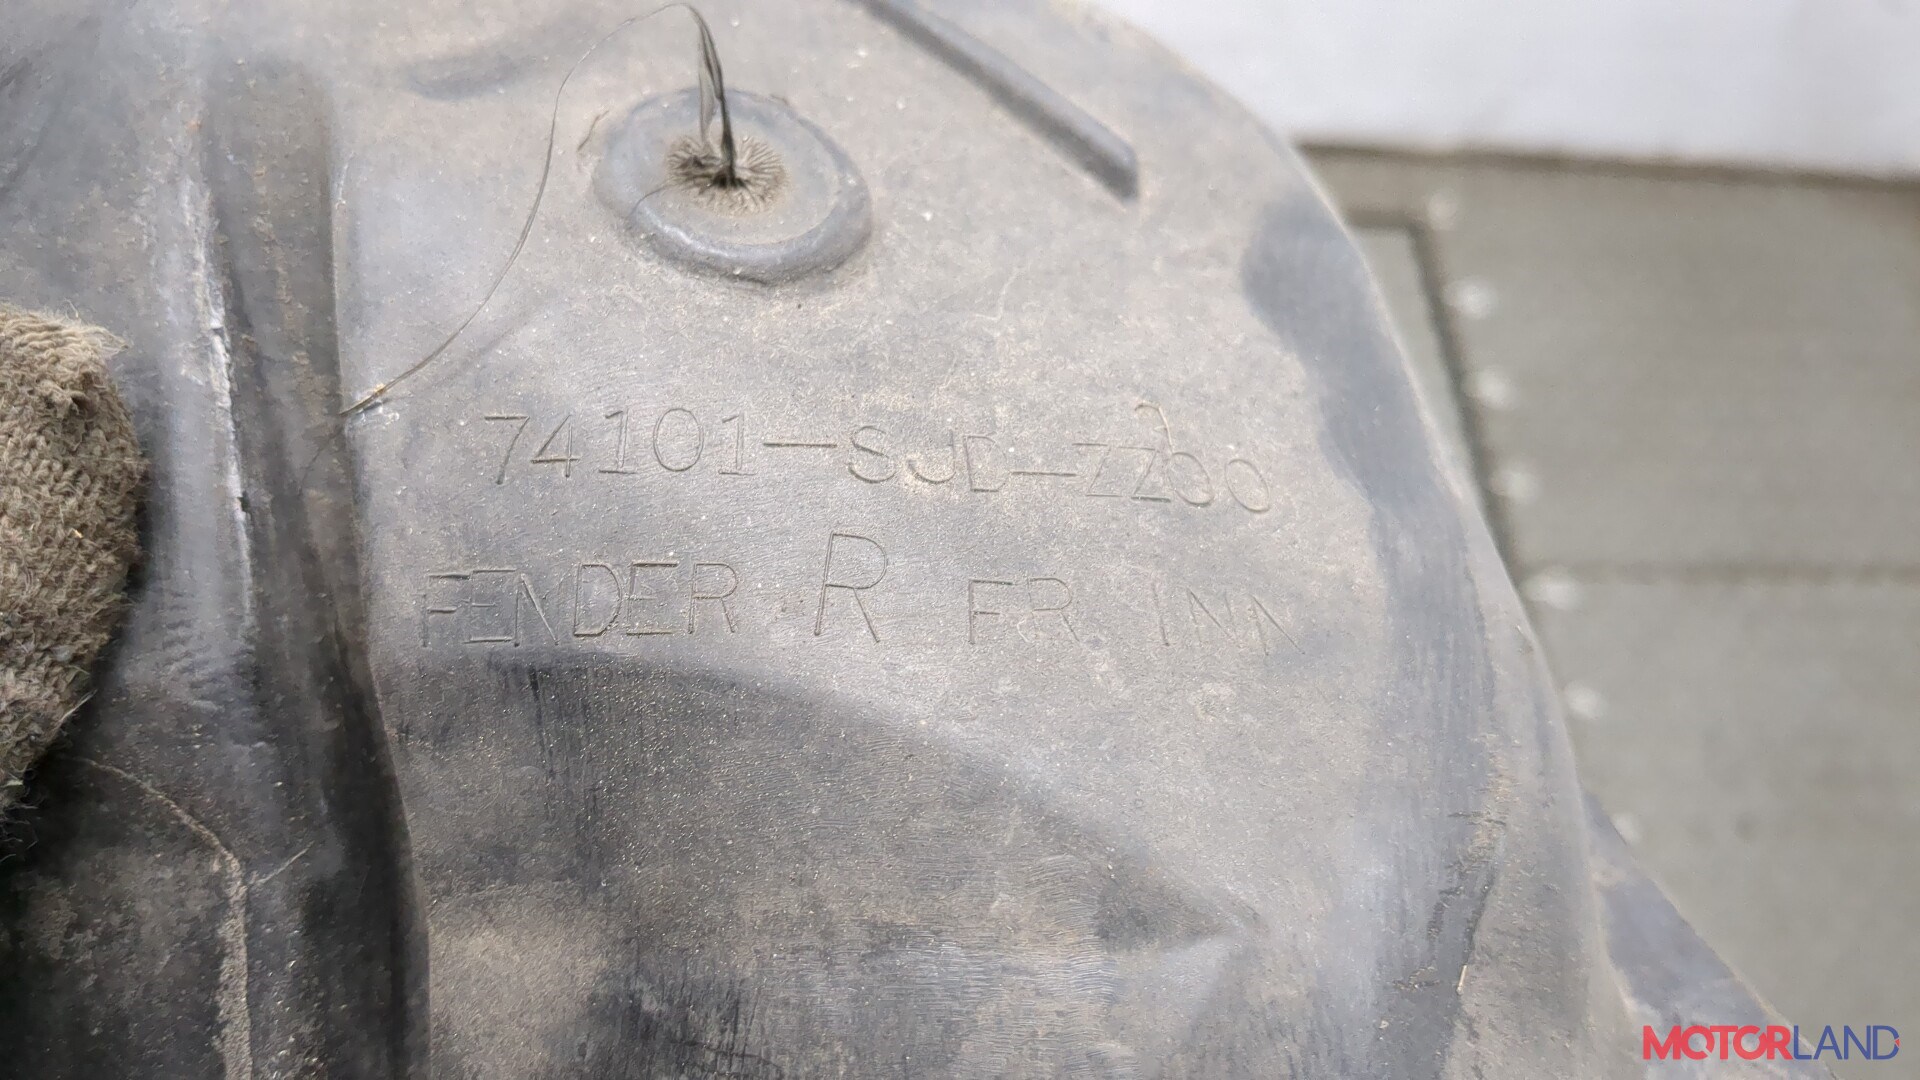 74101-SJD-ZZ00
FENDER R FR INN
MOTORLAND